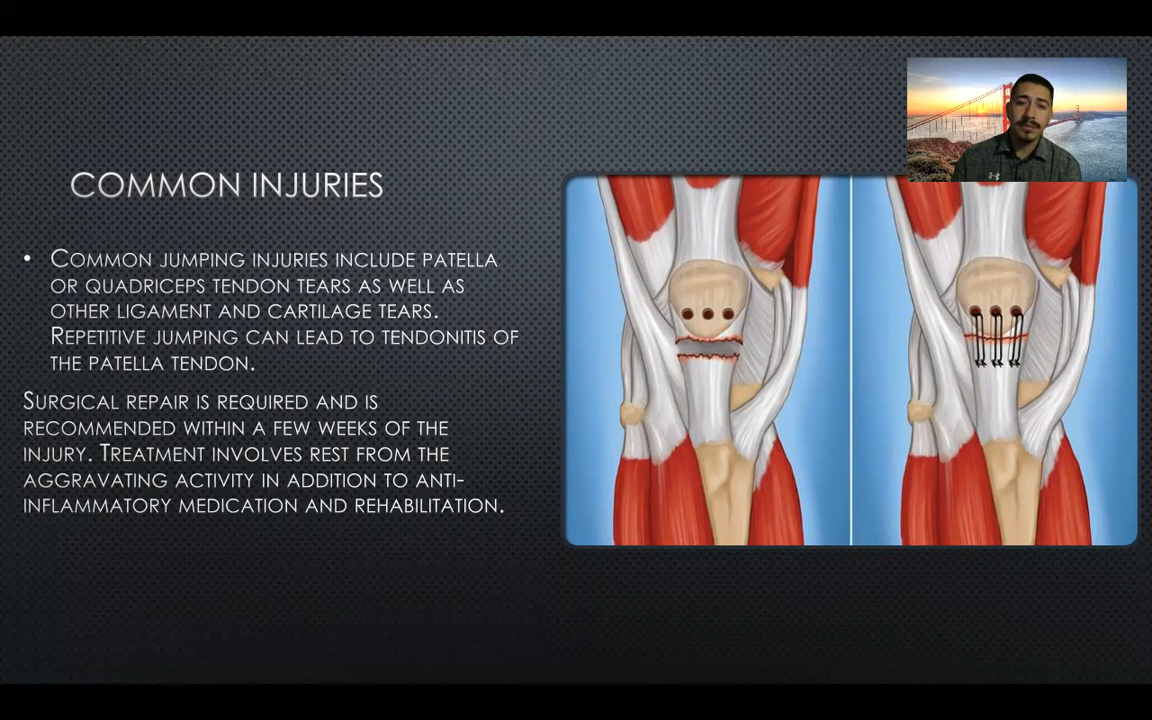 COMMON INJURIES
• COMMON JUMPING INJURIES INCLUDE PATELLA
OR QUADRICEPS TENDON TEARS AS WELL AS
OTHER LIGAMENT AND CARTILAGE TEARS.
REPETITIVE JUMPING CAN LEAD TO TENDONITIS OF
THE PATELLA TENDON.
SURGICAL REPAIR IS REQUIRED AND IS
RECOMMENDED WITHIN A FEW WEEKS OF THE
INJURY. TREATMENT INVOLVES REST FROM THE
AGGRAVATING ACTIVITY IN ADDITION TO ANTI-
INFLAMMATORY MEDICATION AND REHABILITATION.